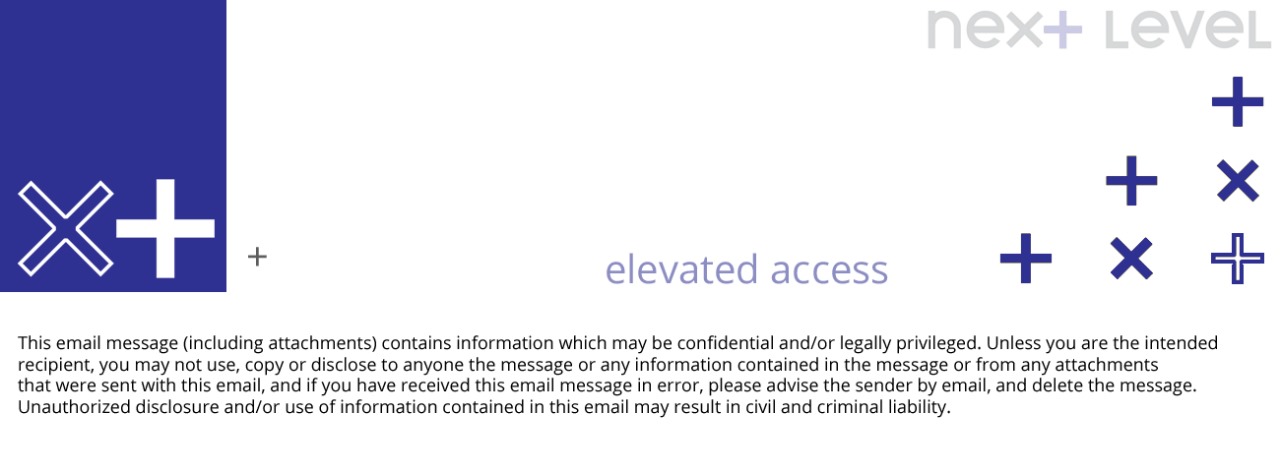 next Level
elevated access
This email message (including attachments) contains information which may be confidential and/or legally privileged. Unless you are the intended
recipient, you may not use, copy or disclose to anyone the message or any information contained in the message or from any attachments
that were sent with this email, and if you have received this email message in error, please advise the sender by email, and delete the message.
Unauthorized disclosure and/or use of information contained in this email may result in civil and criminal liability.